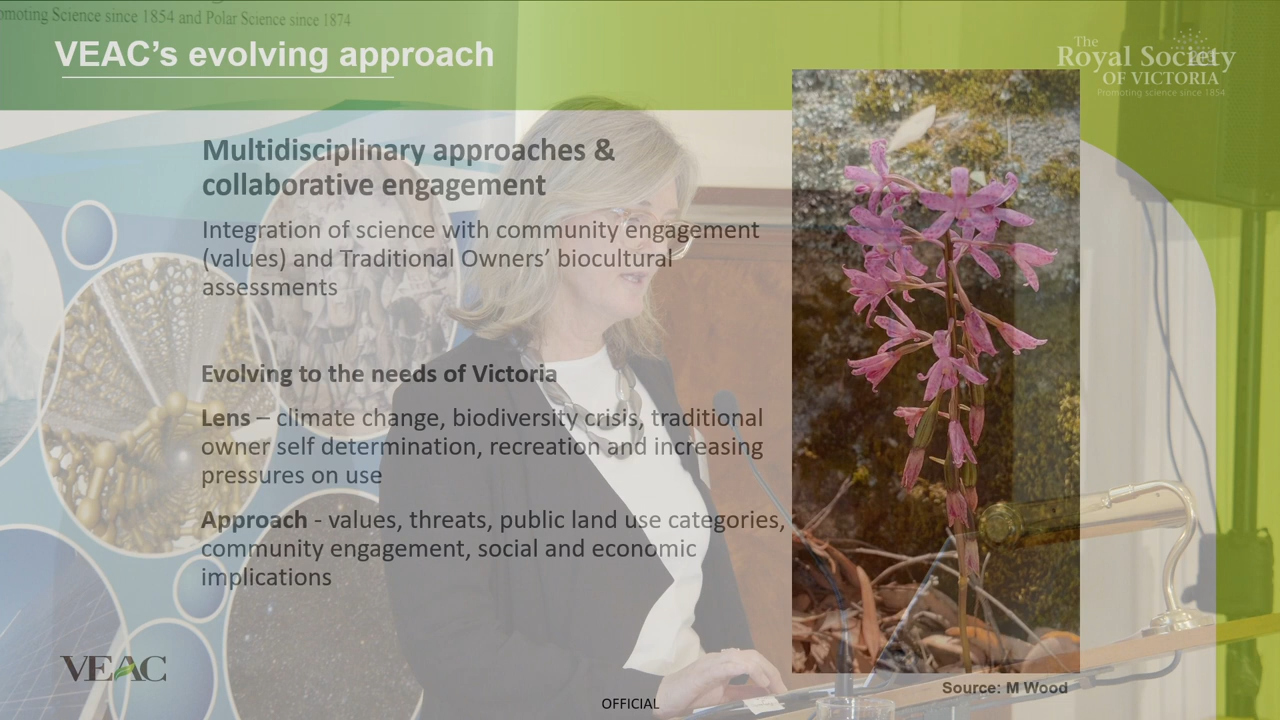 omoting Science since 1854 and Polar Science since 1874
VEAC's evolving approach
The
Royal Society
OF VICTORIA
Promoting science since 1854
Multidisciplinary approaches &
collaborative engagement
Integration of science with community engagement
(values) and Traditional Owners' biocultural
assessments
Evolving to the needs of Victoria
Lens – climate change, biodiversity crisis, traditional
owner self determination, recreation and increasing
pressures on use
Approach - values, threats, public land use categories,
community engagement, social and economic
implications
VEAC
Source: M Wood
OFFICIAL